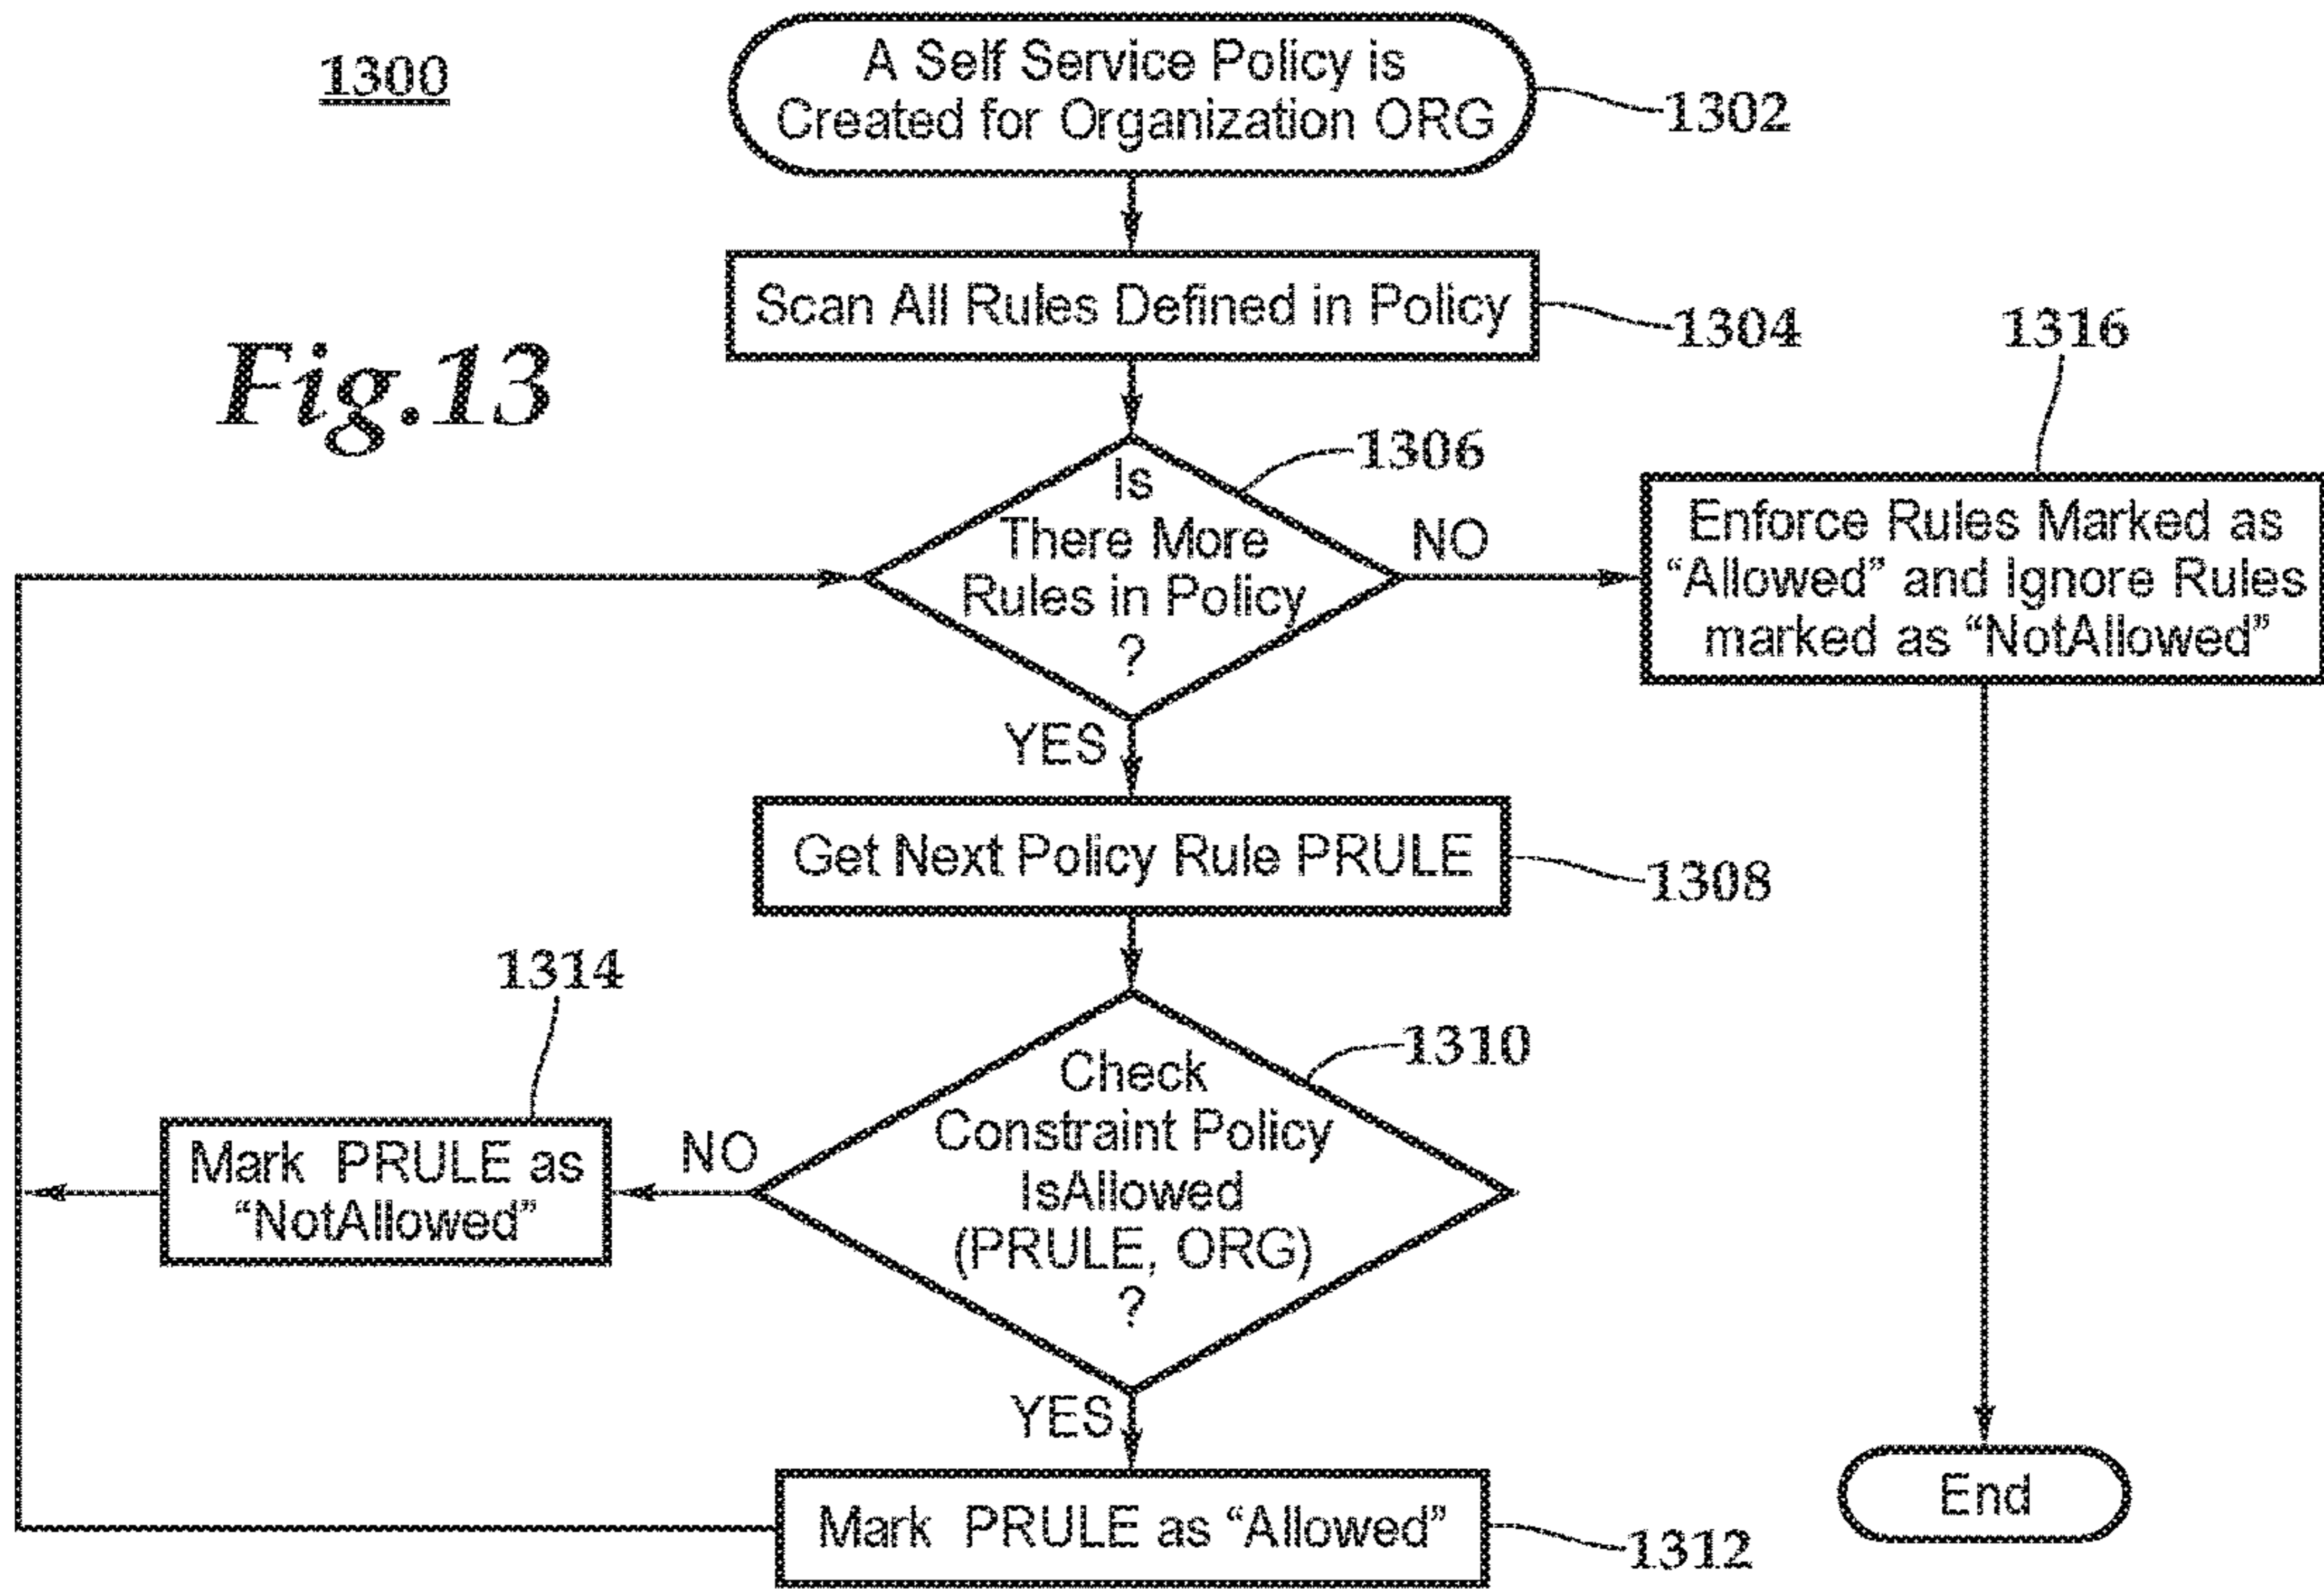 1300
A Self Service Policy is
Created for Organization ORG
1302
Scan All Rules Defined in Policy
1304
1316
Fig.13
1306
Is
There More
Rules in Policy
?
NO
Enforce Rules Marked as
“Allowed” and Ignore Rules
marked as “NotAllowed”
YES
Get Next Policy Rule PRULE
1308
1314
1310
Check
Constraint Policy
IsAllowed
(PRULE, ORG)
?
NO
Mark PRULE as
“NotAllowed”
YES
Mark PRULE as “Allowed”
1312
End